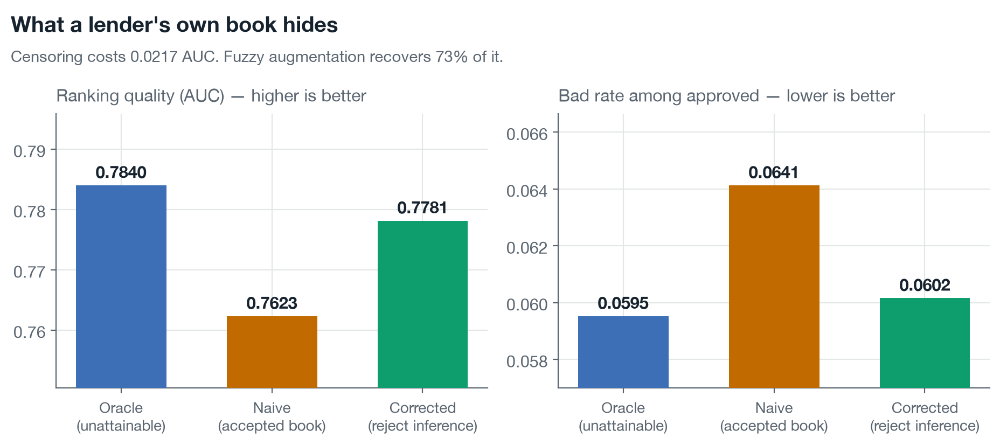 What a lender's own book hides
Censoring costs 0.0217 AUC. Fuzzy augmentation recovers 73% of it.
Ranking quality (AUC) — higher is better
0.79
0.78
0.77
0.76
0.7840
0.7623
0.7781
Oracle
(unattainable)
Naive
(accepted book)
Corrected
(reject inference)
Bad rate among approved — lower is better
0.066
0.064
0.062
0.060
0.058
0.0595
0.0641
0.0602
Oracle
(unattainable)
Naive
(accepted book)
Corrected
(reject inference)